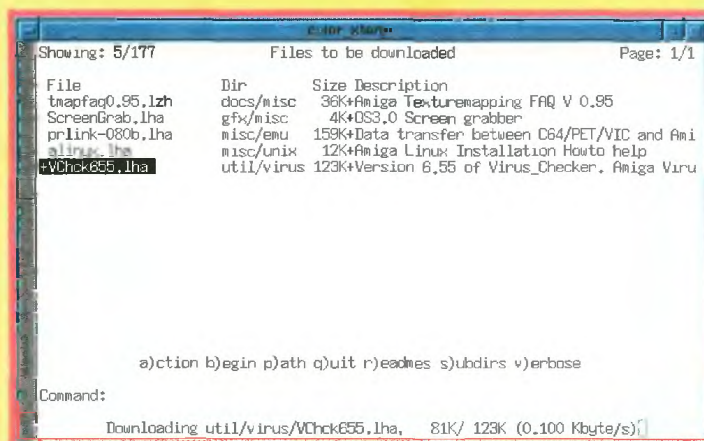 color xterm
Showing: 5/177 Files to be downloaded Page: 1/1
File Dir Size Description
tmapfaq0.95.lzh docs/misc 36K+Amiga Texturemapping FAQ V 0.95
ScreenGrab.lha gfx/misc 4K+OS3.0 Screen grabber
prlink-080b.lha misc/emu 159K+Data transfer between C64/PET/VIC and Ami
alinux.lha misc/unix 12K+Amiga Linux Installation Howto help
+VChck655.lha util/virus 123K+Version 6.55 of Virus_Checker. Amiga Viru
a)ction b)egin p)ath q)uit r)eadmes s)ubdirs v)erbose
Command:
Downloading util/virus/VChck655.lha, 81K/ 123K (0.100 Kbyte/s)